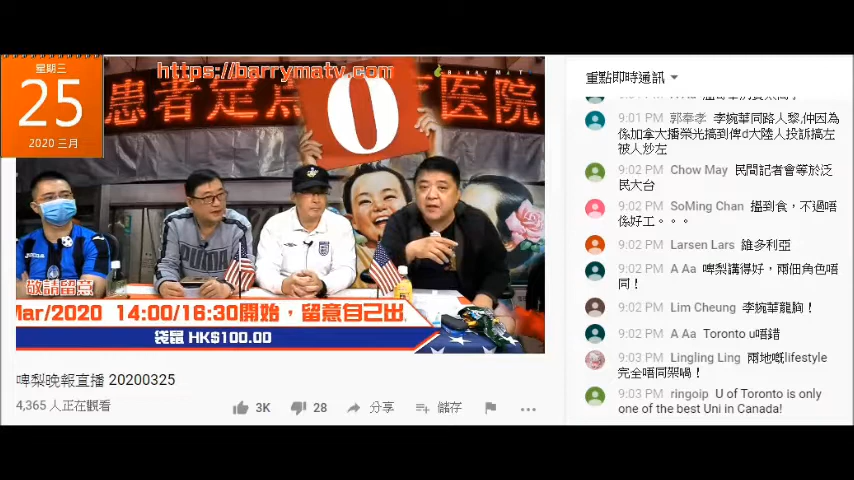 星期三
25
2020 三月
https://barrymatv.com
BARRYMATV
患者定點
医院
0
PUMA
敬請留意
Mar/2020 14:00/16:30開始，留意自己出
袋鼠 HK$100.00
啤梨晚報直播 20200325
4,365 人正在觀看
3K
28
分享
儲存
重點即時通訊
9:01 PM 郭奉孝 李婉華同路人黎,仲因為
係加拿大播榮光搞到俾d大陸人投訴搞左
被人炒左
9:02 PM Chow May 民間記者會等於泛
民大台
9:02 PM SoMing Chan 搵到食，不過唔
係好工。。。
9:02 PM Larsen Lars 維多利亞
9:02 PM A Aa 啤梨講得好，兩佃角色唔
同！
9:02 PM Lim Cheung 李婉華龍胸！
9:02 PM A Aa Toronto u唔錯
9:03 PM Lingling Ling 兩地嘅lifestyle
完全唔同架喎！
9:03 PM ringoip U of Toronto is only
one of the best Uni in Canada!